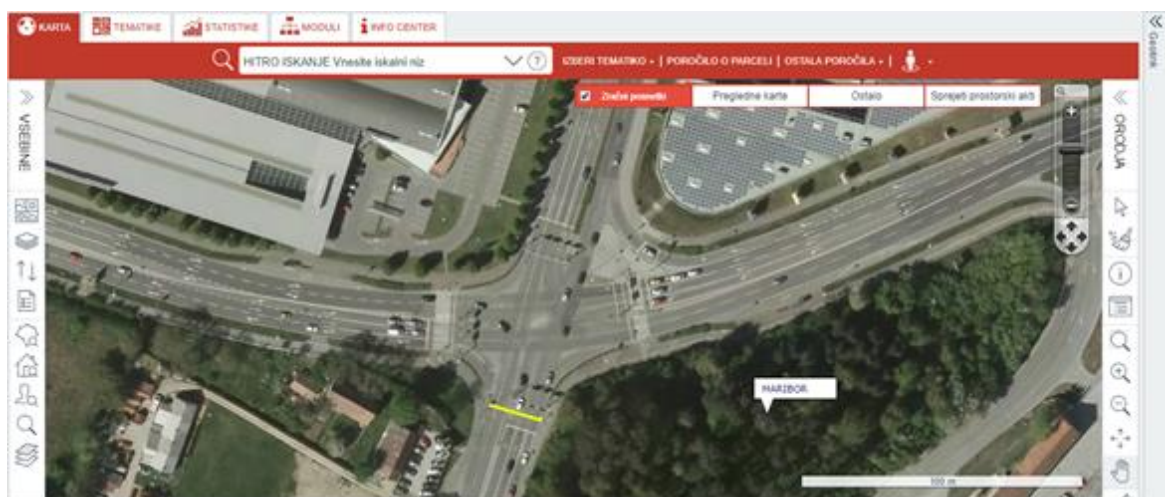 KARTA
TEMATIKE
STATISTIKE
MODULI
INFO CENTER
HITRO ISKANJE Vnesite iskalni niz
?
IZBERI TEMATIKO - | POROČILO O PARCELI | OSTALA POROČILA - |
Zračni posnetki
Pregledne karte
Ostalo
Sprejeti prostorski akti
VSEBINE
ORODJA
MARIBOR
100 m